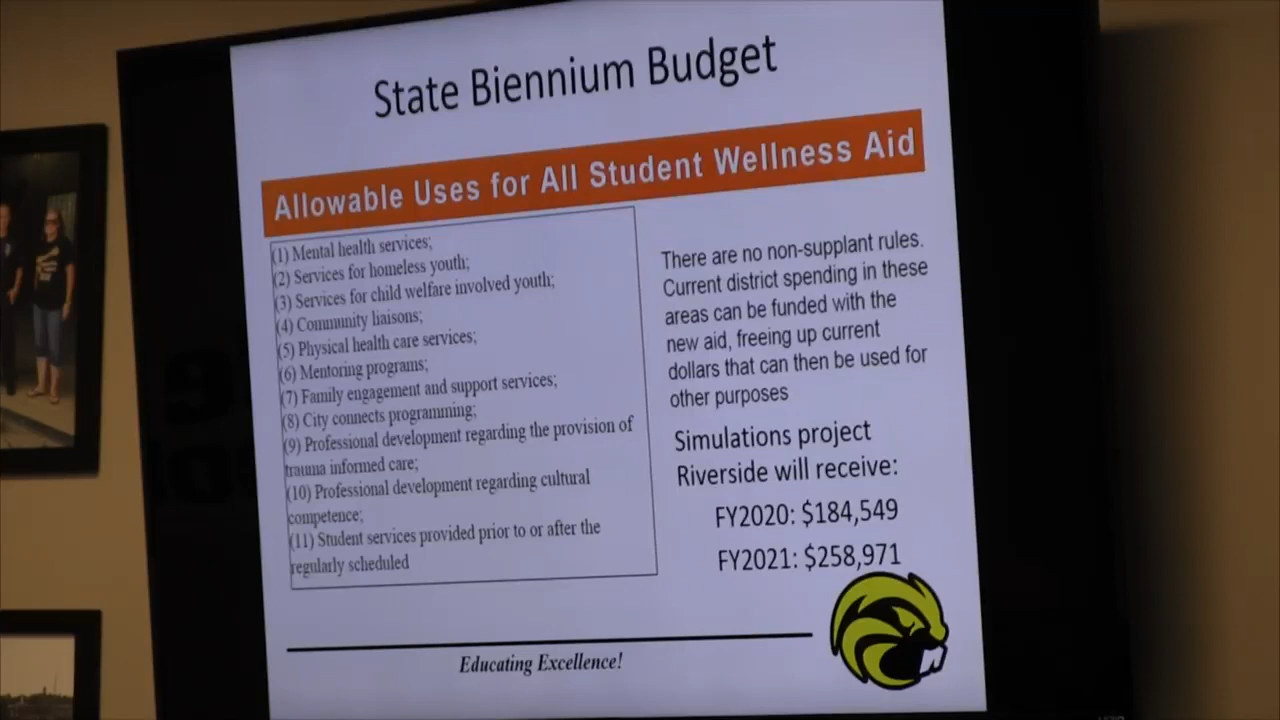 State Biennium Budget
Allowable Uses for All Student Wellness Aid
(1) Mental health services;
(2) Services for homeless youth;
(3) Services for child welfare involved youth;
(4) Community liaisons;
(5) Physical health care services;
(6) Mentoring programs;
(7) Family engagement and support services;
(8) City connects programming;
(9) Professional development regarding the provision of
trauma informed care;
(10) Professional development regarding cultural
competence;
(11) Student services provided prior to or after the
regularly scheduled
There are no non-supplant rules.
Current district spending in these
areas can be funded with the
new aid, freeing up current
dollars that can then be used for
other purposes
Simulations project
Riverside will receive:
FY2020: $184,549
FY2021: $258,971
Educating Excellence!